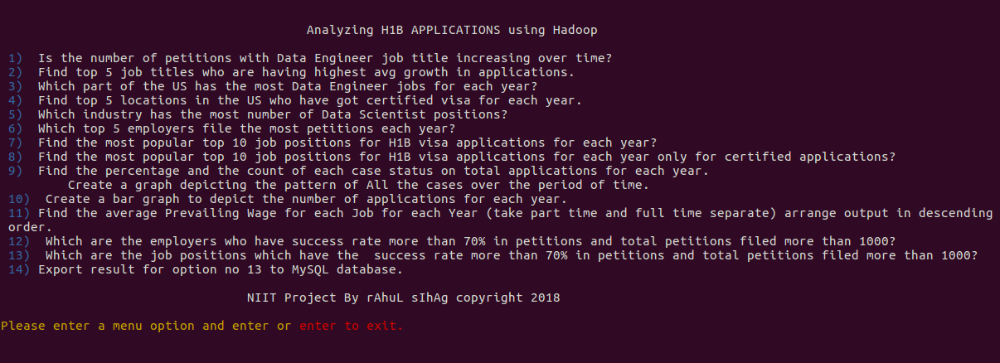 Analyzing H1B APPLICATIONS using Hadoop
1) Is the number of petitions with Data Engineer job title increasing over time?
2) Find top 5 job titles who are having highest avg growth in applications.
3) Which part of the US has the most Data Engineer jobs for each year?
4) Find top 5 locations in the US who have got certified visa for each year.
5) Which industry has the most number of Data Scientist positions?
6) Which top 5 employers file the most petitions each year?
7) Find the most popular top 10 job positions for H1B visa applications for each year?
8) Find the most popular top 10 job positions for H1B visa applications for each year only for certified applications?
9) Find the percentage and the count of each case status on total applications for each year.
Create a graph depicting the pattern of All the cases over the period of time.
10) Create a bar graph to depict the number of applications for each year.
11) Find the average Prevailing Wage for each Job for each Year (take part time and full time separate) arrange output in descending
order.
12) Which are the employers who have success rate more than 70% in petitions and total petitions filed more than 1000?
13) Which are the job positions which have the success rate more than 70% in petitions and total petitions filed more than 1000?
14) Export result for option no 13 to MySQL database.
NIIT Project By rAhuL sIhAg copyright 2018
Please enter a menu option and enter or enter to exit.